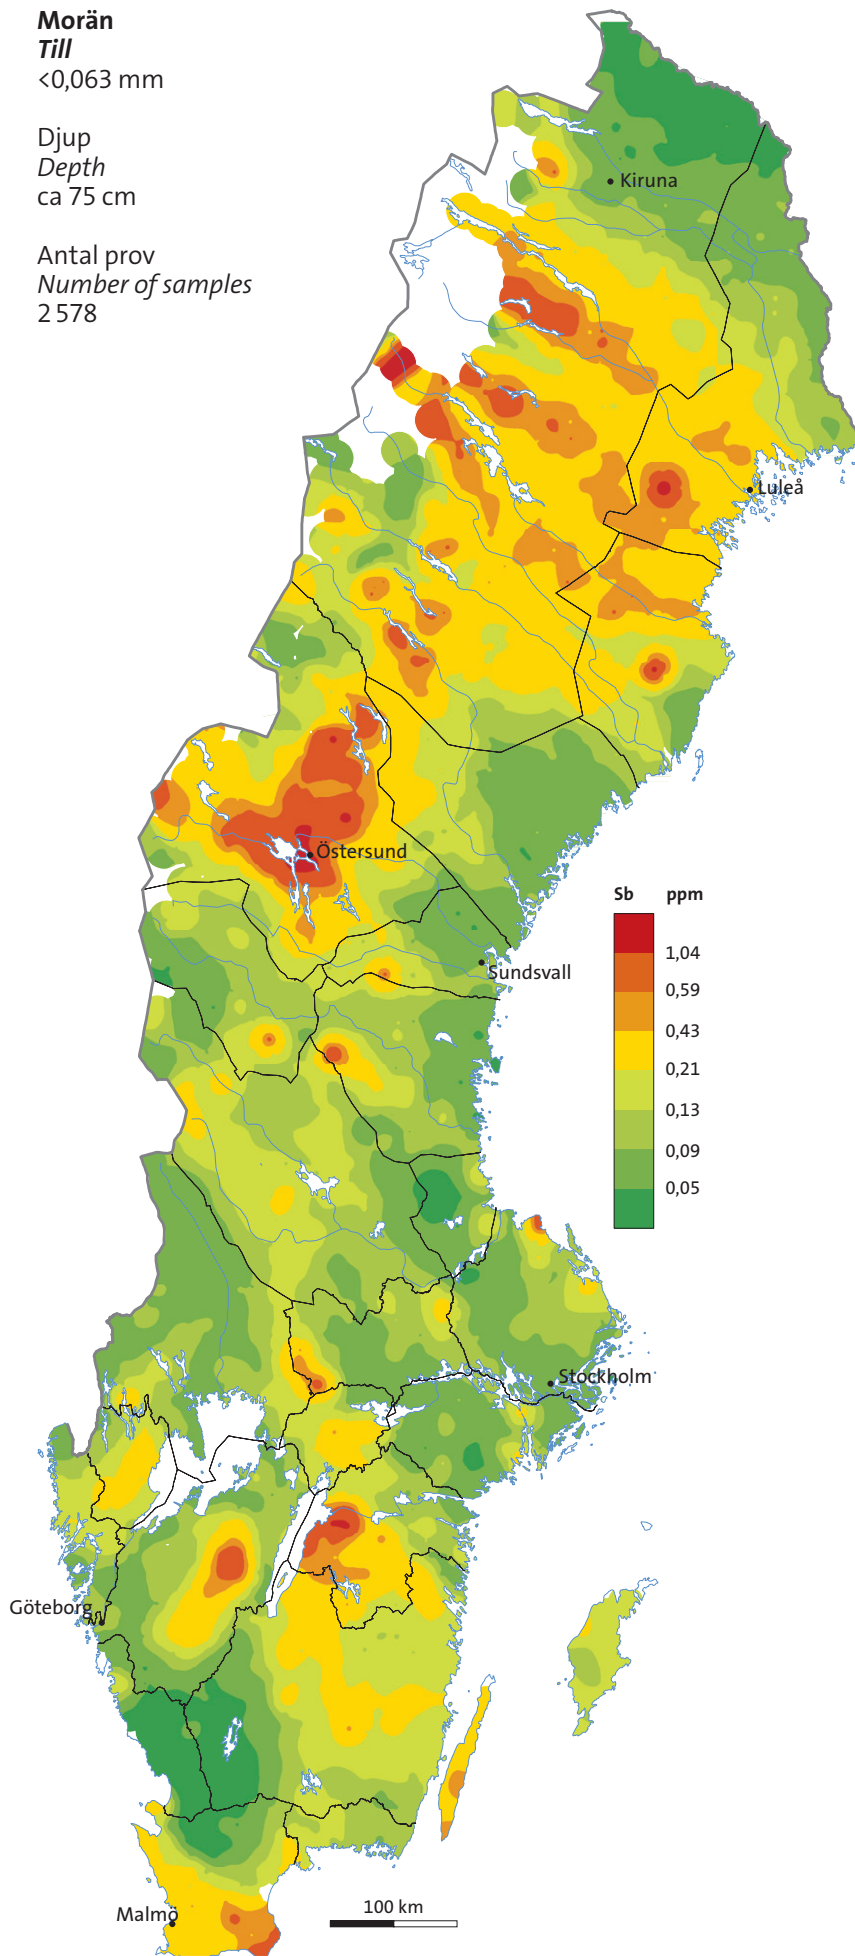 Morän
Till
<0,063 mm
Djup
Depth
ca 75 cm
Antal prov
Number of samples
2 578
Kiruna
Luleå
Östersund
Sb ppm
1,04
0,59
0,43
0,21
0,13
0,09
0,05
Sundsvall
Stockholm
Göteborg
Malmö
100 km